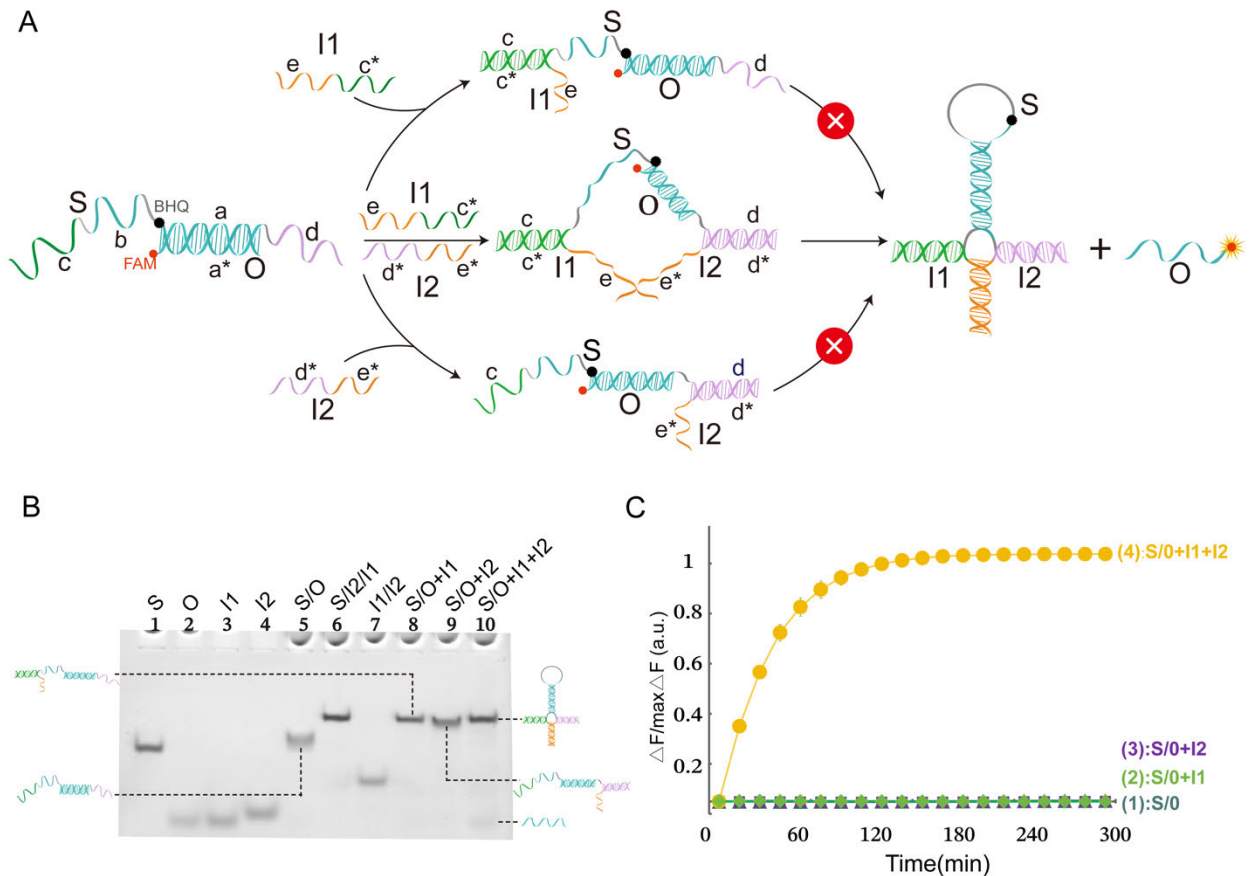 A
I1
e c*
c
c*
I1
e
S
O
d
S
BHQ
a
b
a*
O
d
c
FAM
I1
e c*
d* e*
I2
S
O
c
c*
I1
e
e*
I2
d
d*
S
I1
I2
+
O
d* e*
I2
c
S
O
d
d*
e*
I2
B
S
O
I1
I2
S/O
S/I2/I1
I1/I2
S/O+I1
S/O+I2
S/O+I1+I2
1 2 3 4 5 6 7 8 9 10
C
△F/max△F (a.u.)
1
0.8
0.6
0.4
0.2
0 60 120 180 240 300
Time(min)
(4):S/0+I1+I2
(3):S/0+I2
(2):S/0+I1
(1):S/0